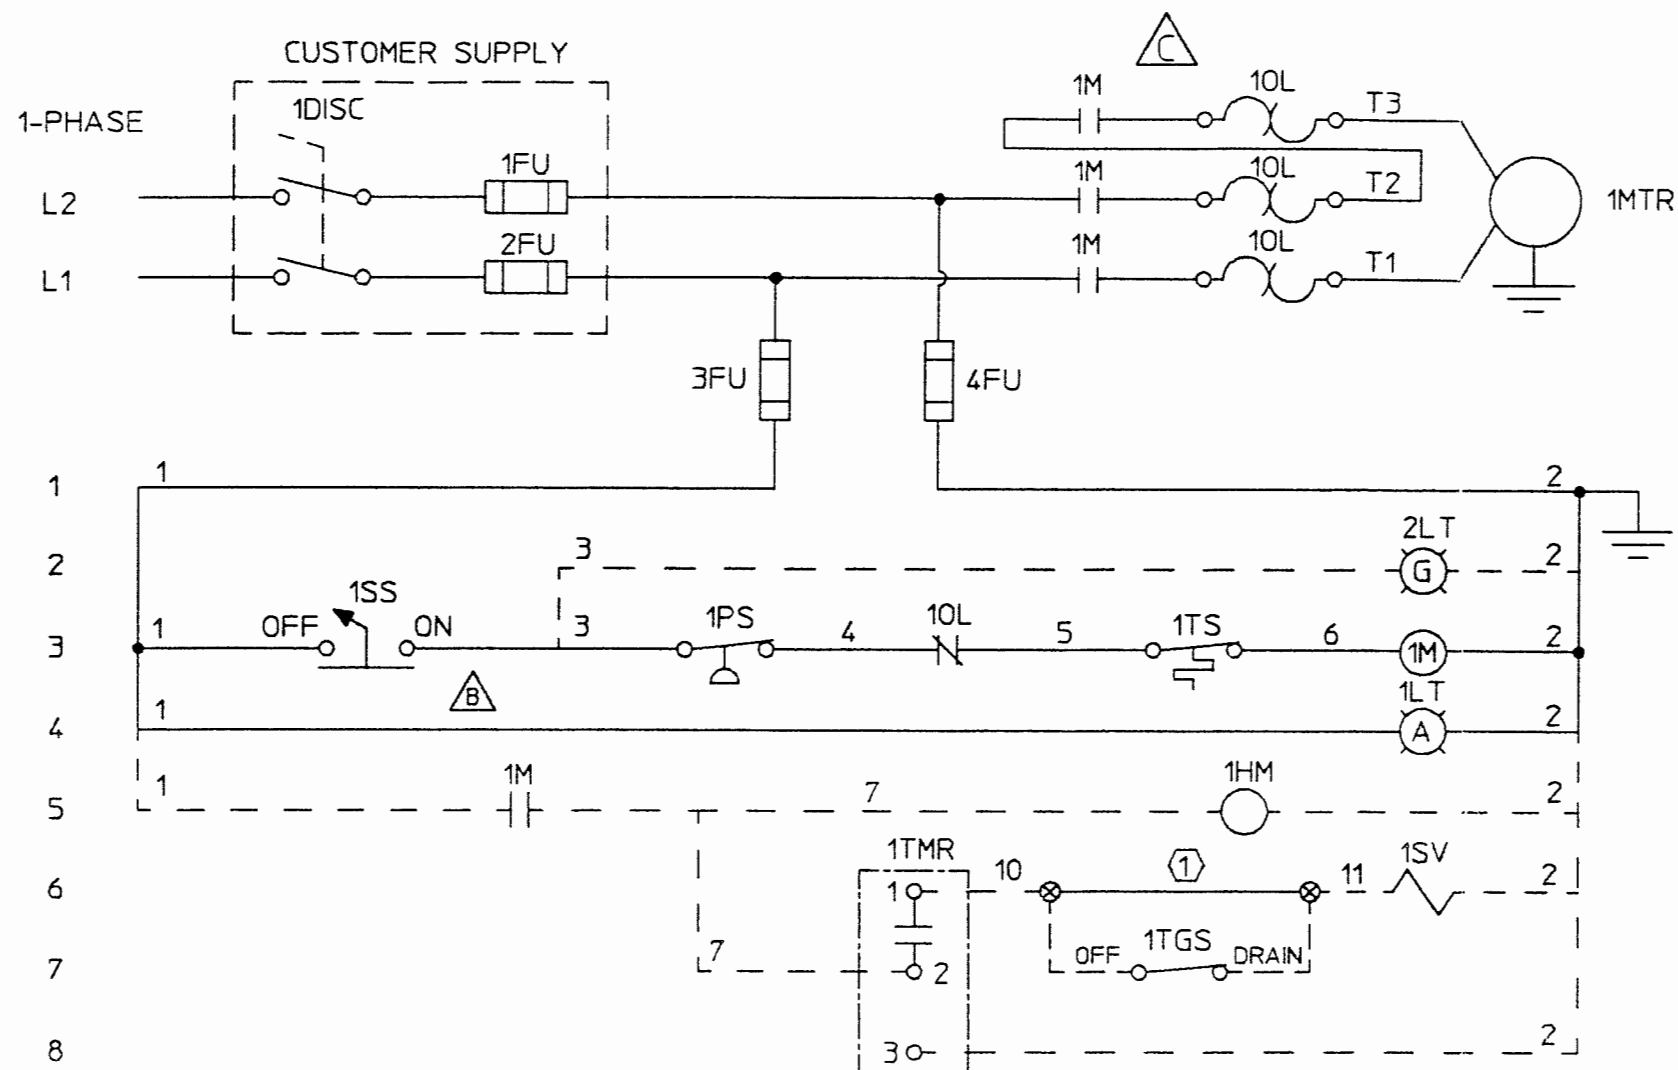 CUSTOMER SUPPLY
C
1-PHASE
1DISC
1M
1OL
T3
L2
1FU
1M
1OL
T2
1MTR
L1
2FU
1M
1OL
T1
3FU
4FU
1
1
2
2
3
2LT
G
2
3
1
OFF
1SS
ON
B
3
1PS
4
1OL
5
1TS
6
1M
2
4
1
1LT
A
2
5
1
1M
7
1HM
2
6
1TMR
1
10
1
11
1SV
2
7
7
2
OFF
1TGS
DRAIN
8
3
2